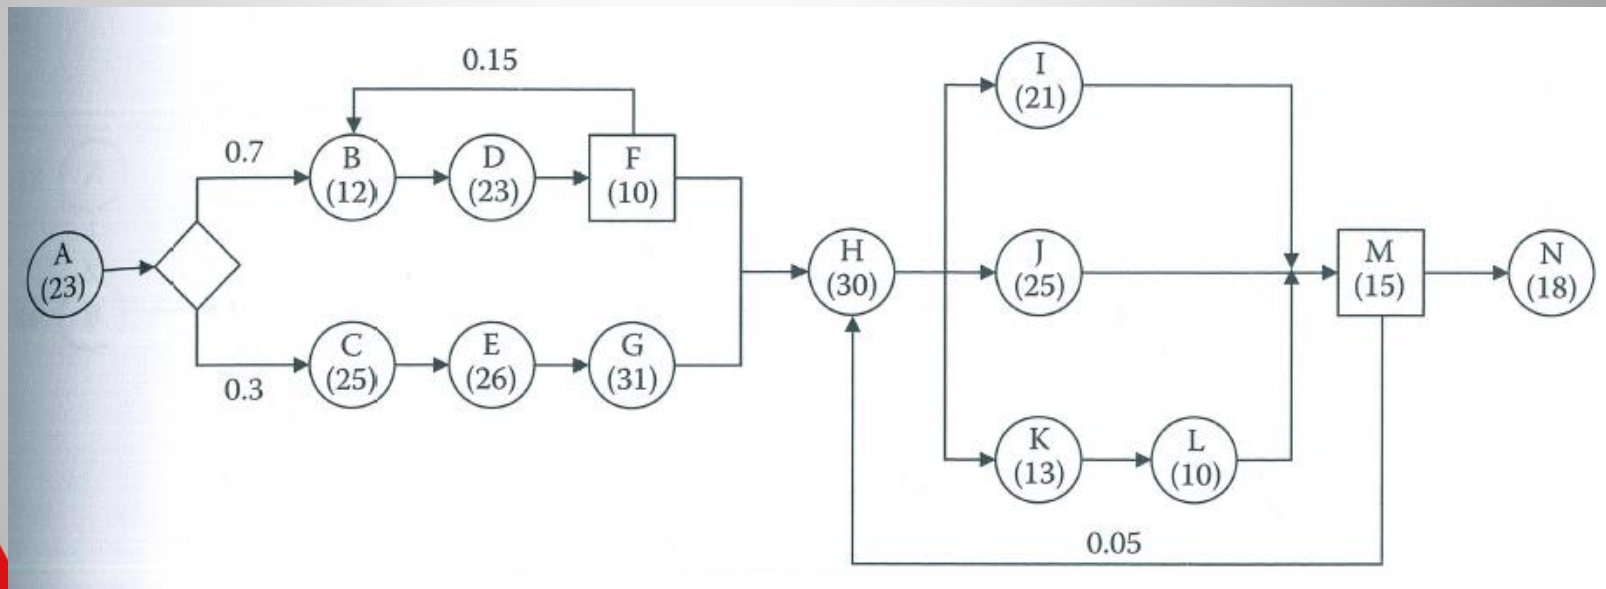 0.15
0.7
A
(23)
B
(12)
D
(23)
F
(10)
0.3
C
(25)
E
(26)
G
(31)
H
(30)
I
(21)
J
(25)
K
(13)
L
(10)
M
(15)
N
(18)
0.05